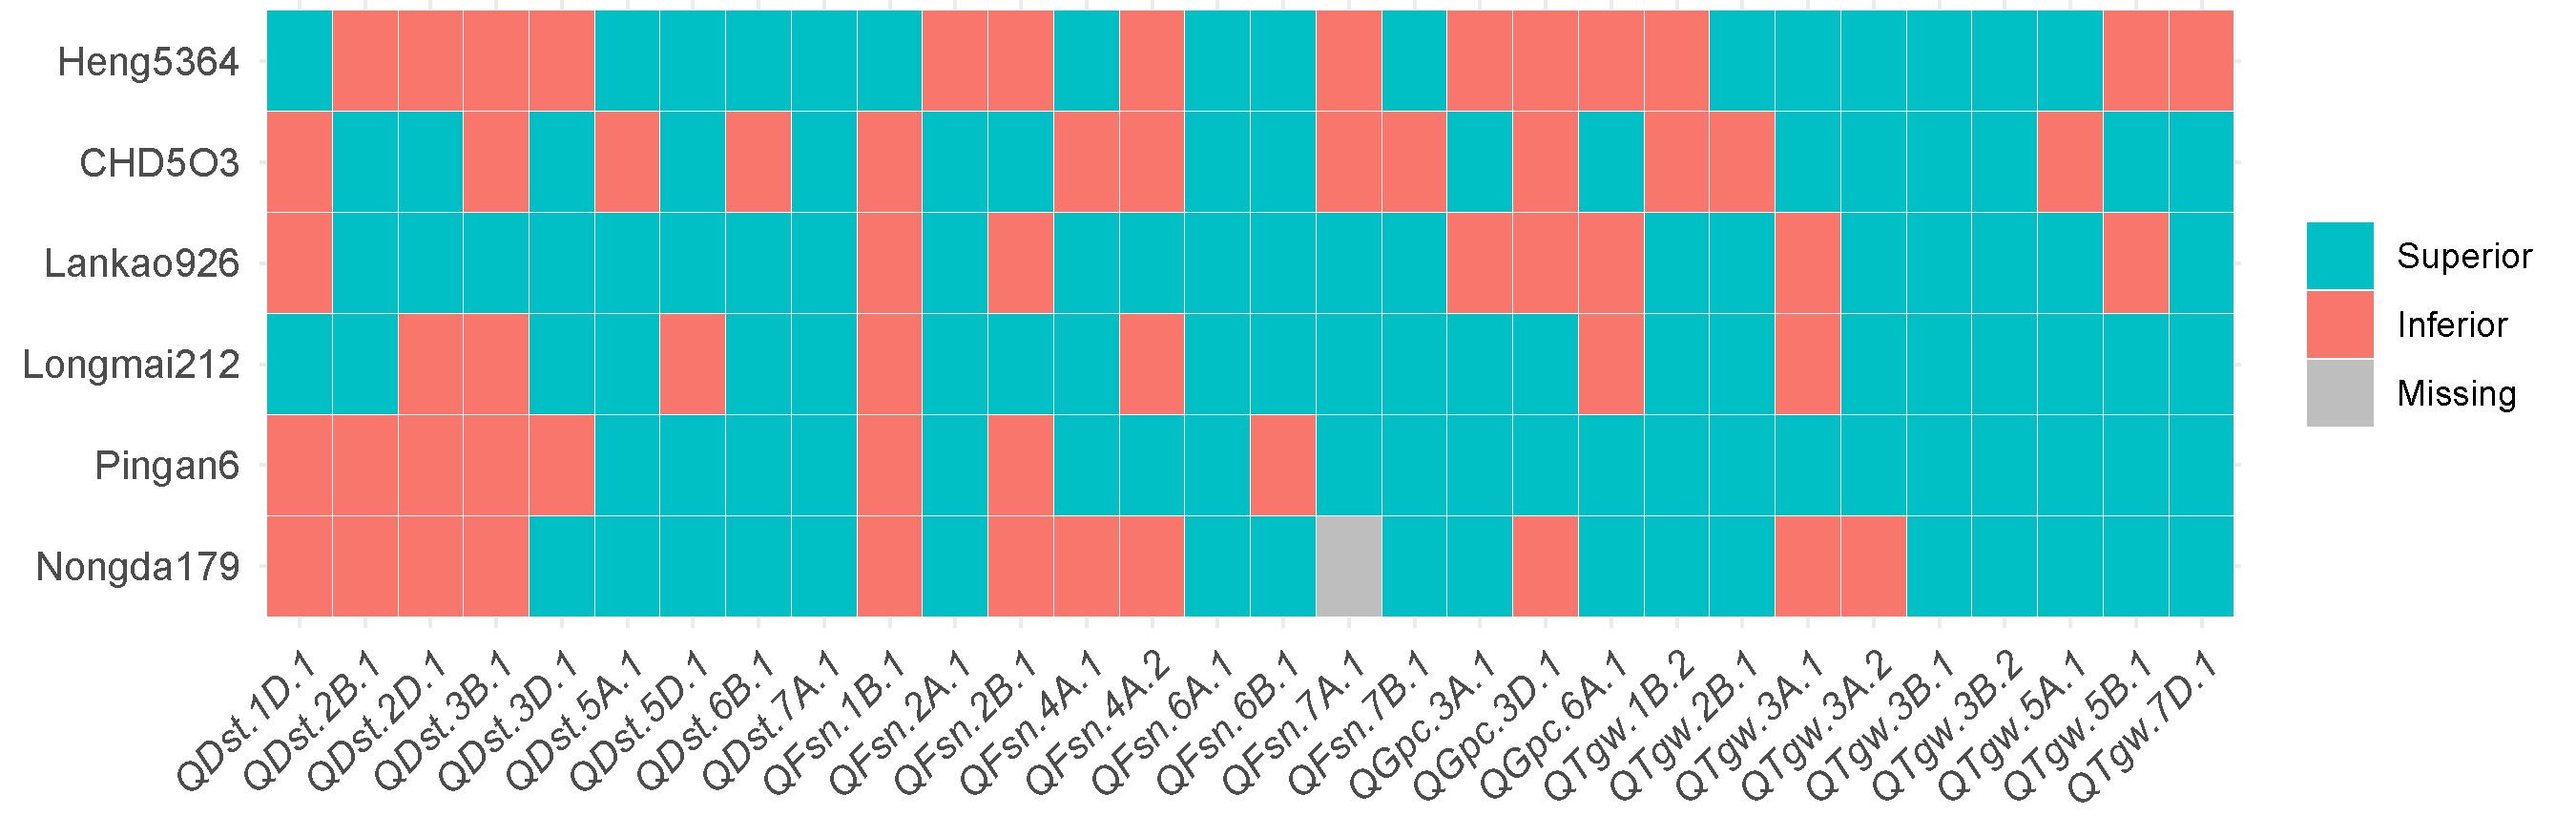 Heng5364
CHD5O3
Lankao926
Longmai212
Pingan6
Nongda179
Superior
Inferior
Missing
QDst.1D.1
QDst.2B.1
QDst.2D.1
QDst.3B.1
QDst.3D.1
QDst.5A.1
QDst.5D.1
QDst.6B.1
QDst.7A.1
QFsn.1B.1
QFsn.2A.1
QFsn.2B.1
QFsn.4A.1
QFsn.4A.2
QFsn.6A.1
QFsn.6B.1
QFsn.7A.1
QFsn.7B.1
QGpc.3A.1
QGpc.3D.1
QGpc.6A.1
QTgw.1B.2
QTgw.2B.1
QTgw.3A.1
QTgw.3A.2
QTgw.3B.1
QTgw.3B.2
QTgw.5A.1
QTgw.5B.1
QTgw.7D.1